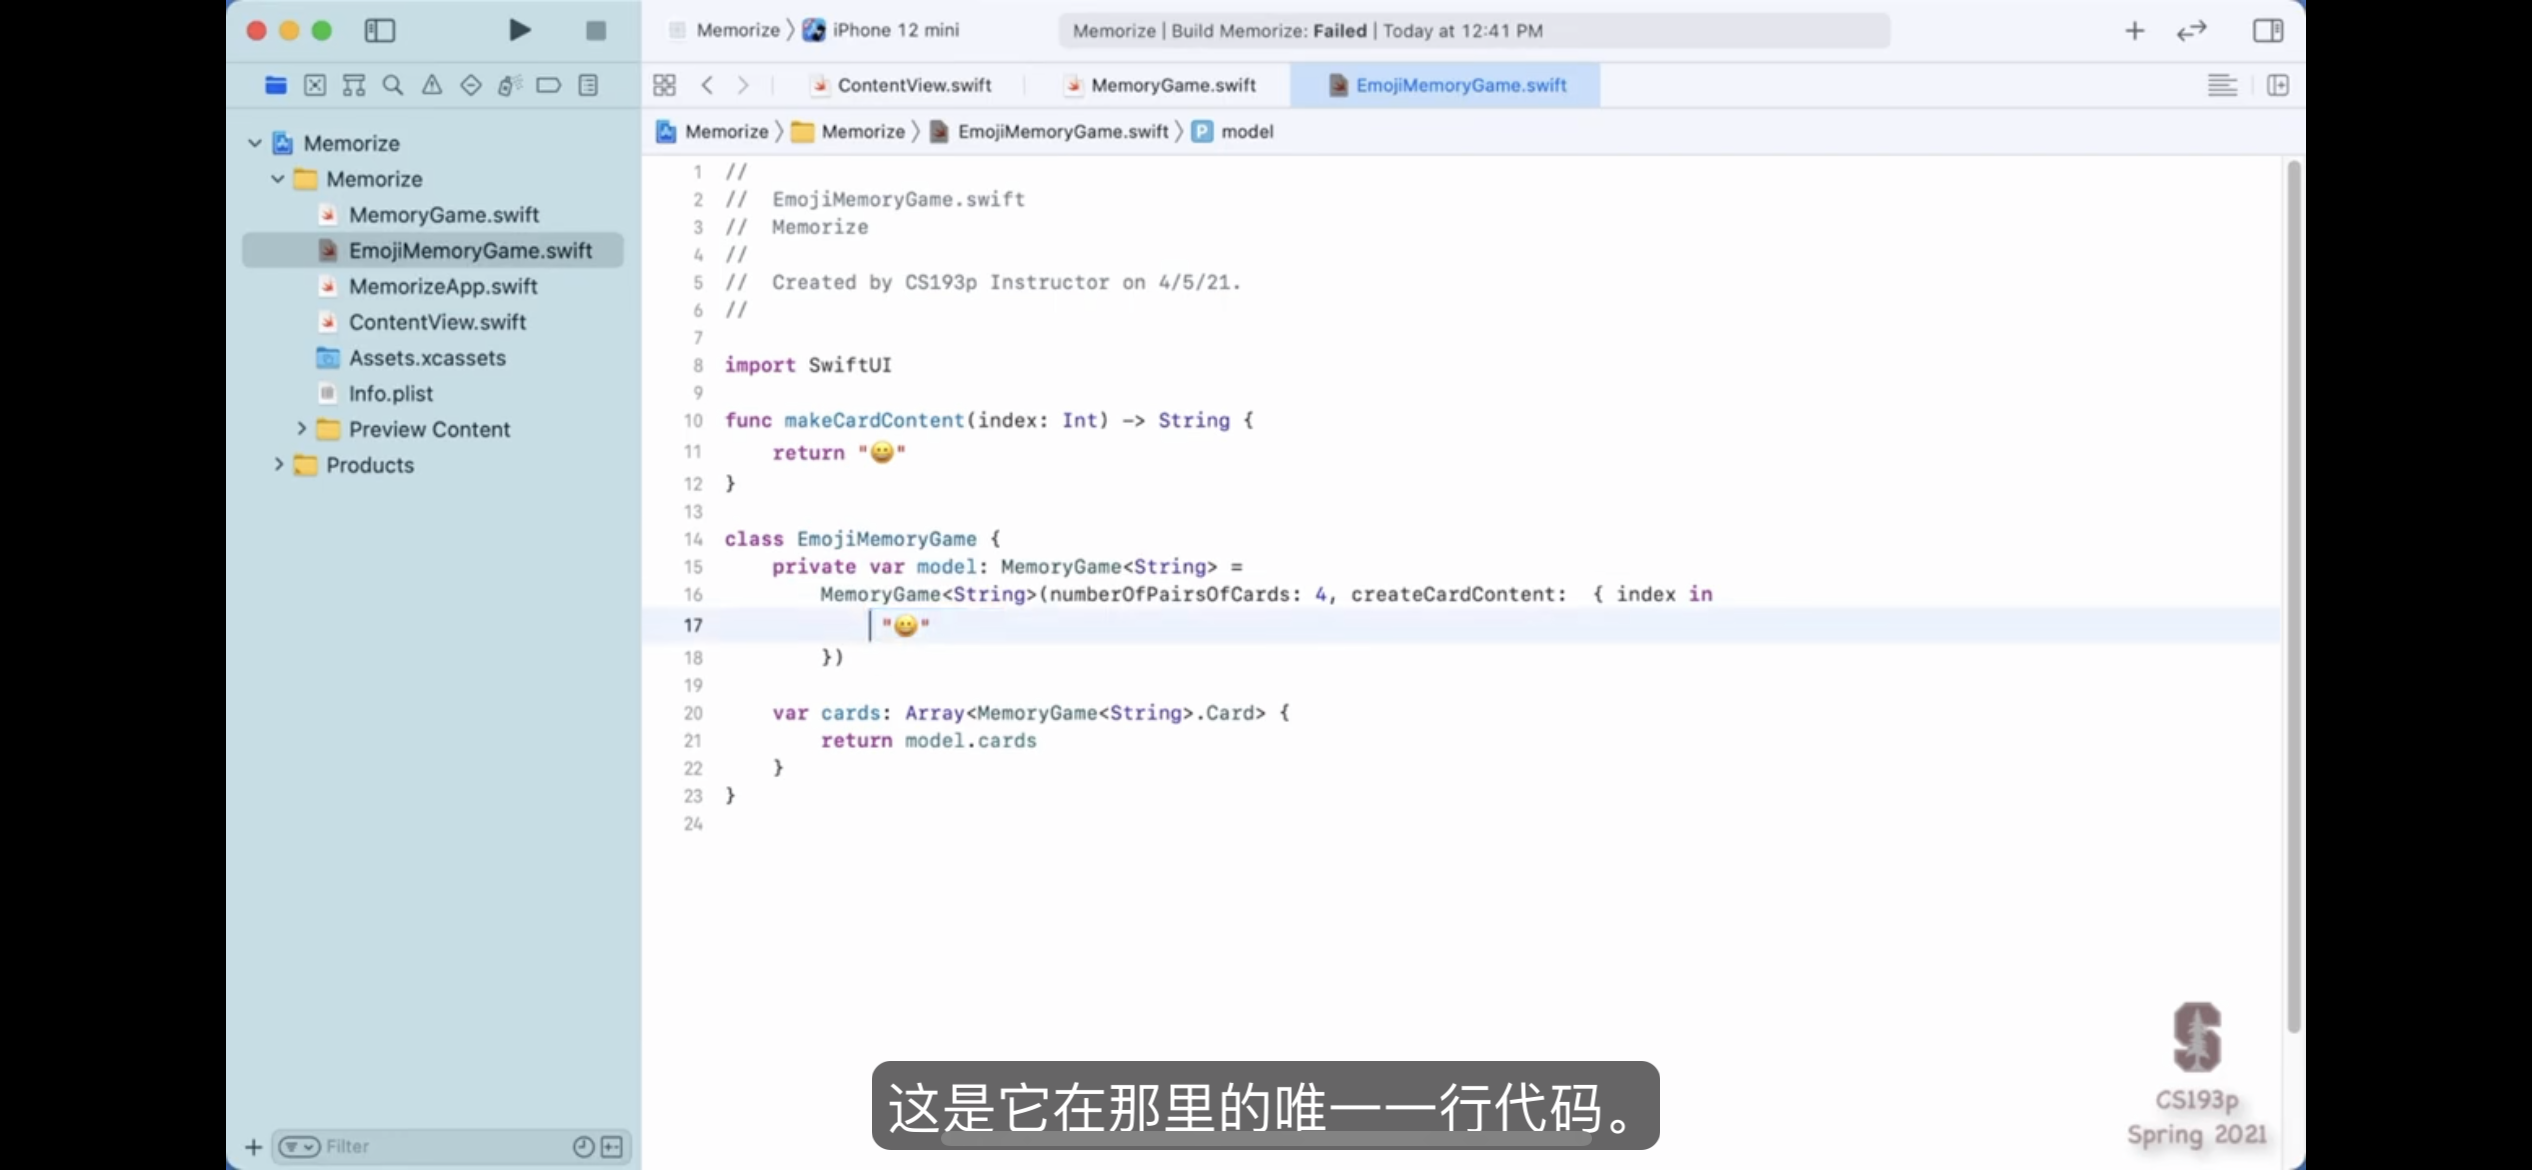 Memorize 〉 iPhone 12 mini
Memorize | Build Memorize: Failed | Today at 12:41 PM
ContentView.swift
MemoryGame.swift
EmojiMemoryGame.swift
Memorize 〉 Memorize 〉 EmojiMemoryGame.swift 〉 P model
Memorize
Memorize
MemoryGame.swift
EmojiMemoryGame.swift
MemorizeApp.swift
ContentView.swift
Assets.xcassets
Info.plist
Preview Content
Products
Filter
1 //
2 //  EmojiMemoryGame.swift
3 //  Memorize
4 //
5 //  Created by CS193p Instructor on 4/5/21.
6 //
7
8 import SwiftUI
9
10 func makeCardContent(index: Int) -> String {
11     return "😀"
12 }
13
14 class EmojiMemoryGame {
15     private var model: MemoryGame<String> =
16         MemoryGame<String>(numberOfPairsOfCards: 4, createCardContent:  { index in
17             "😀"
18         })
19
20     var cards: Array<MemoryGame<String>.Card> {
21         return model.cards
22     }
23 }
24
这是它在那里的唯一一行代码。
S
CS193p
Spring 2021